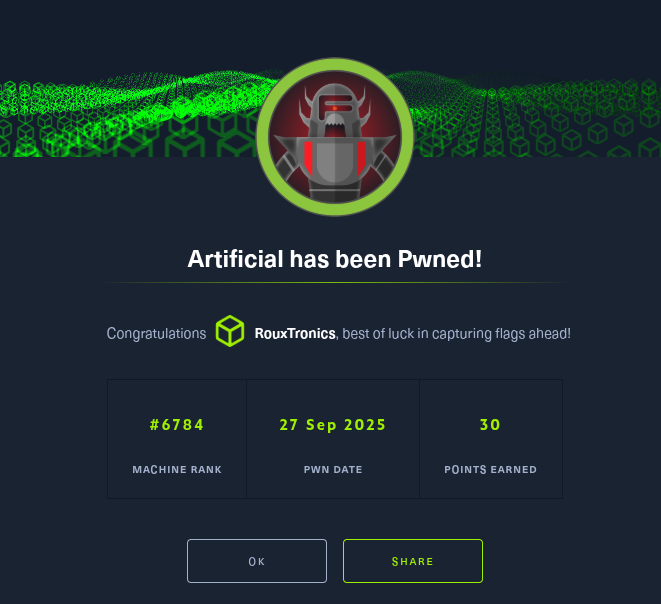 Artificial has been Pwned!
Congratulations RouxTronics, best of luck in capturing flags ahead!
#6784 27 Sep 2025 30
MACHINE RANK PWN DATE POINTS EARNED
OK SHARE